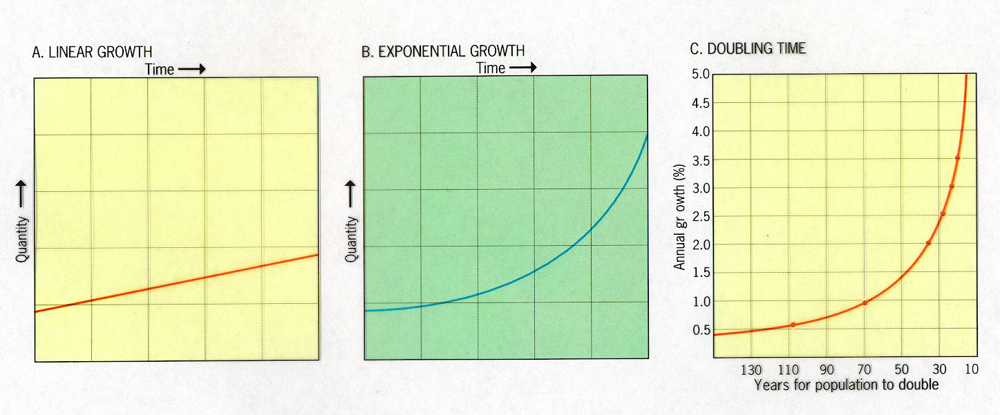 A. LINEAR GROWTH
Time
Quantity
B. EXPONENTIAL GROWTH
Time
Quantity
C. DOUBLING TIME
5.0
4.5
4.0
3.5
3.0
2.5
2.0
1.5
1.0
0.5
Annual gr owth (%)
130 110 90 70 50 30 10
Years for population to double